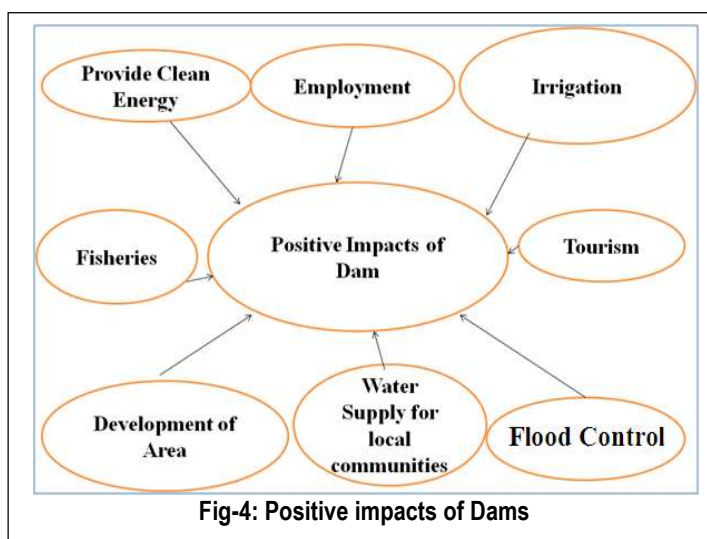 Provide Clean
Energy
Employment
Irrigation
Fisheries
Positive Impacts of
Dam
Tourism
Development of
Area
Water
Supply for
local
communities
Flood Control
Fig-4: Positive impacts of Dams